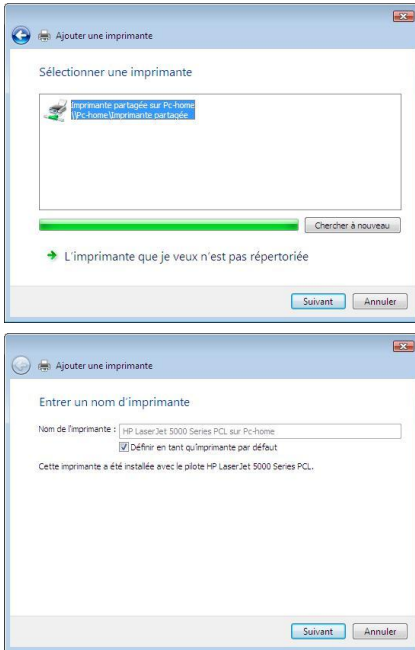 Ajouter une imprimante
Sélectionner une imprimante
Imprimante partagée sur Pc-home
\\Pc-home\Imprimante partagée
Chercher à nouveau
L'imprimante que je veux n'est pas répertoriée
Suivant
Annuler
Ajouter une imprimante
Entrer un nom d'imprimante
Nom de l'imprimante : HP LaserJet 5000 Series PCL sur Pc-home
Définir en tant qu'imprimante par défaut
Cette imprimante a été installée avec le pilote HP LaserJet 5000 Series PCL.
Suivant
Annuler